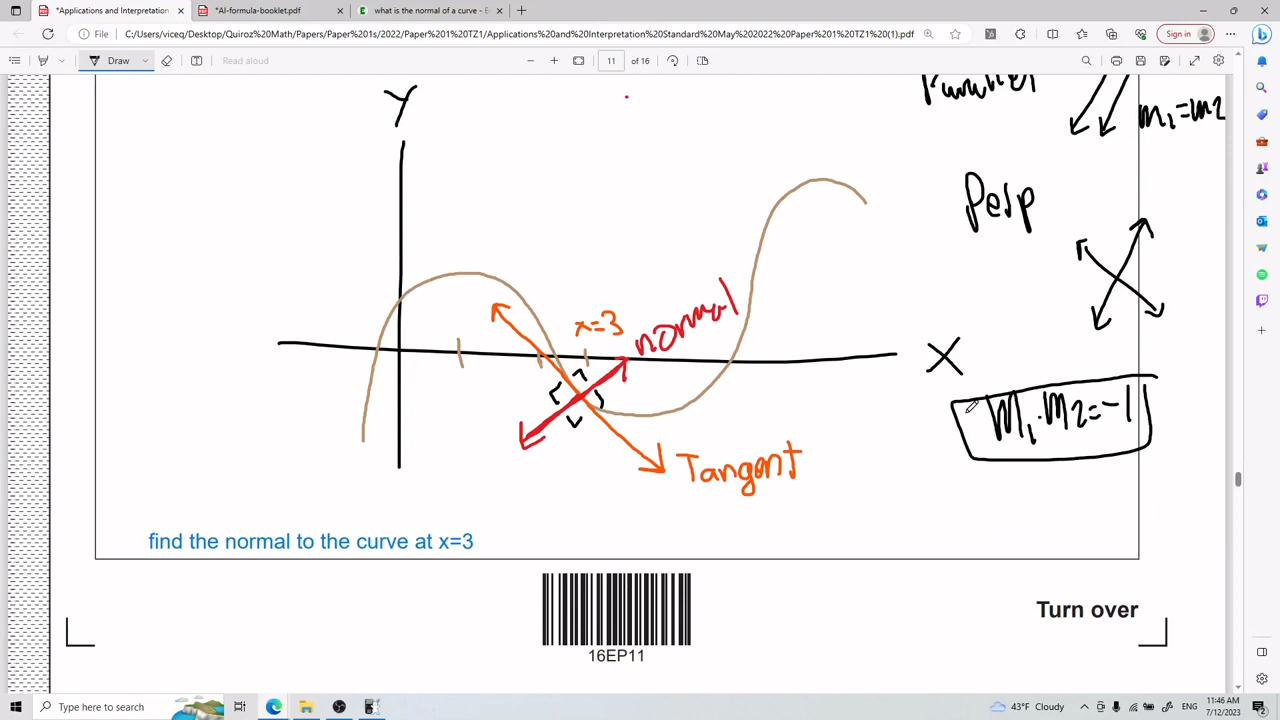 *Applications and Interpretation
*AI-formula-booklet.pdf
what is the normal of a curve - E
Sign in
C:/Users/viceq/Desktop/Quiroz%20Math/Papers/Paper%201s/2022/Paper%201%20TZ1/Applications%20and%20Interpretation%20Standard%20May%202022%20Paper%201%20TZ1%20(1).pdf
Draw
Read aloud
11 of 16
Parallel
m₁=m₂
Y
Perp
x=3
normal
X
m₁·m₂=-1
Tangent
find the normal to the curve at x=3
Turn over
16EP11
Type here to search
43°F Cloudy
ENG
11:46 AM
7/12/2023